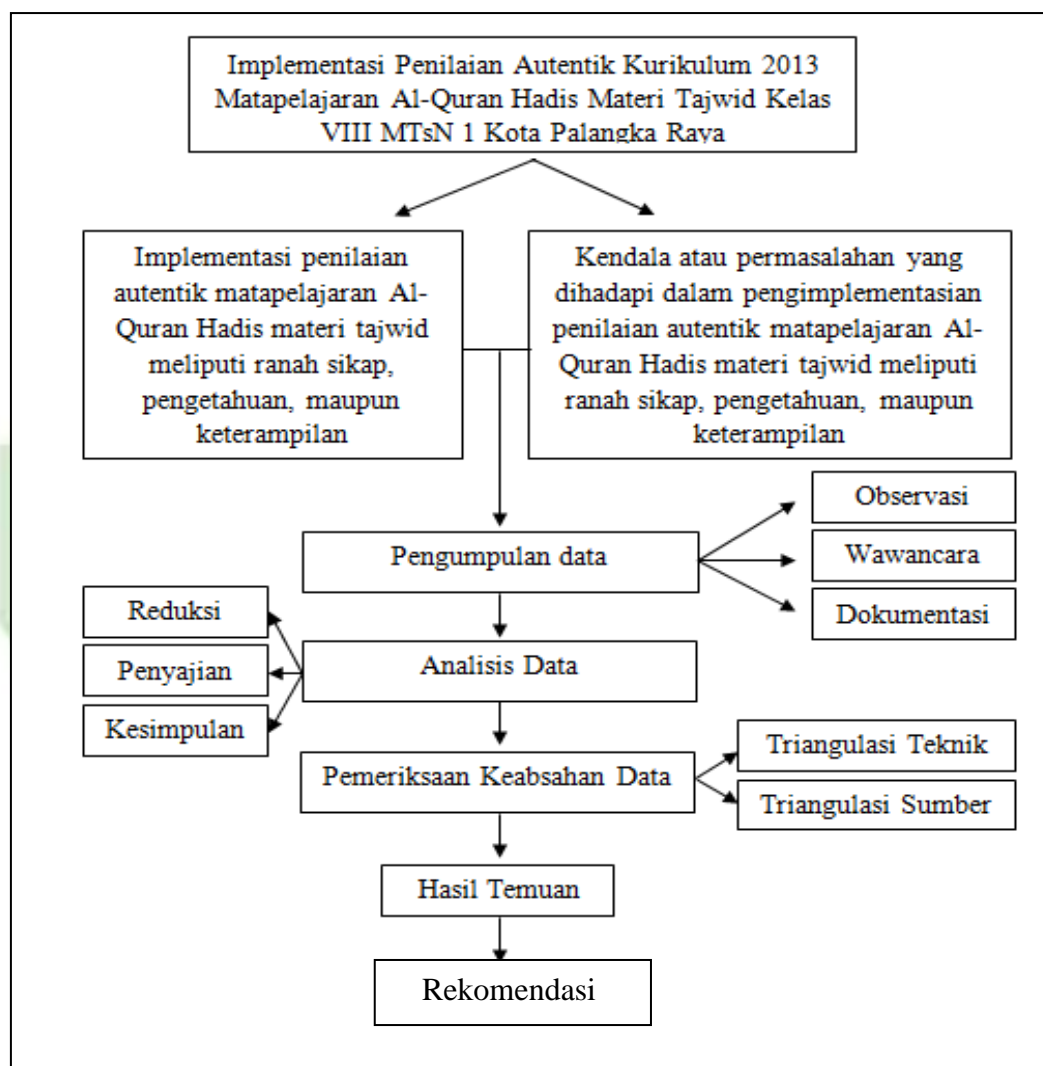 Implementasi Penilaian Autentik Kurikulum 2013
Matapelajaran Al-Quran Hadis Materi Tajwid Kelas
VIII MTsN 1 Kota Palangka Raya
Implementasi penilaian
autentik matapelajaran Al-
Quran Hadis materi tajwid
meliputi ranah sikap,
pengetahuan, maupun
keterampilan
Kendala atau permasalahan yang
dihadapi dalam pengimplementasian
penilaian autentik matapelajaran Al-
Quran Hadis materi tajwid meliputi
ranah sikap, pengetahuan, maupun
keterampilan
Pengumpulan data
Observasi
Wawancara
Dokumentasi
Reduksi
Penyajian
Kesimpulan
Analisis Data
Pemeriksaan Keabsahan Data
Triangulasi Teknik
Triangulasi Sumber
Hasil Temuan
Rekomendasi